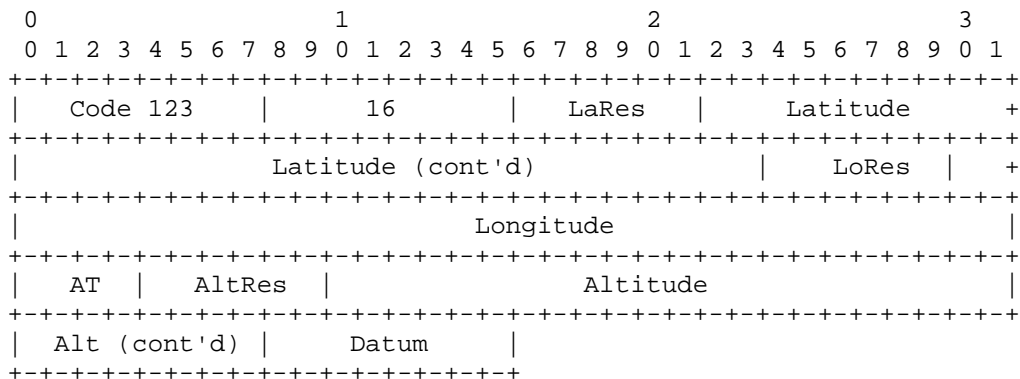 0                   1                   2                   3
 0 1 2 3 4 5 6 7 8 9 0 1 2 3 4 5 6 7 8 9 0 1 2 3 4 5 6 7 8 9 0 1
+-+-+-+-+-+-+-+-+-+-+-+-+-+-+-+-+-+-+-+-+-+-+-+-+-+-+-+-+-+-+-+-+
|   Code 123    |      16       |   LaRes   |     Latitude      +
+-+-+-+-+-+-+-+-+-+-+-+-+-+-+-+-+-+-+-+-+-+-+-+-+-+-+-+-+-+-+-+-+
|                Latitude (cont'd)              |    LoRes  |   +
+-+-+-+-+-+-+-+-+-+-+-+-+-+-+-+-+-+-+-+-+-+-+-+-+-+-+-+-+-+-+-+-+
|                             Longitude                         |
+-+-+-+-+-+-+-+-+-+-+-+-+-+-+-+-+-+-+-+-+-+-+-+-+-+-+-+-+-+-+-+-+
|   AT  |   AltRes  |                Altitude                   |
+-+-+-+-+-+-+-+-+-+-+-+-+-+-+-+-+-+-+-+-+-+-+-+-+-+-+-+-+-+-+-+-+
|  Alt (cont'd) |     Datum     |
+-+-+-+-+-+-+-+-+-+-+-+-+-+-+-+-+